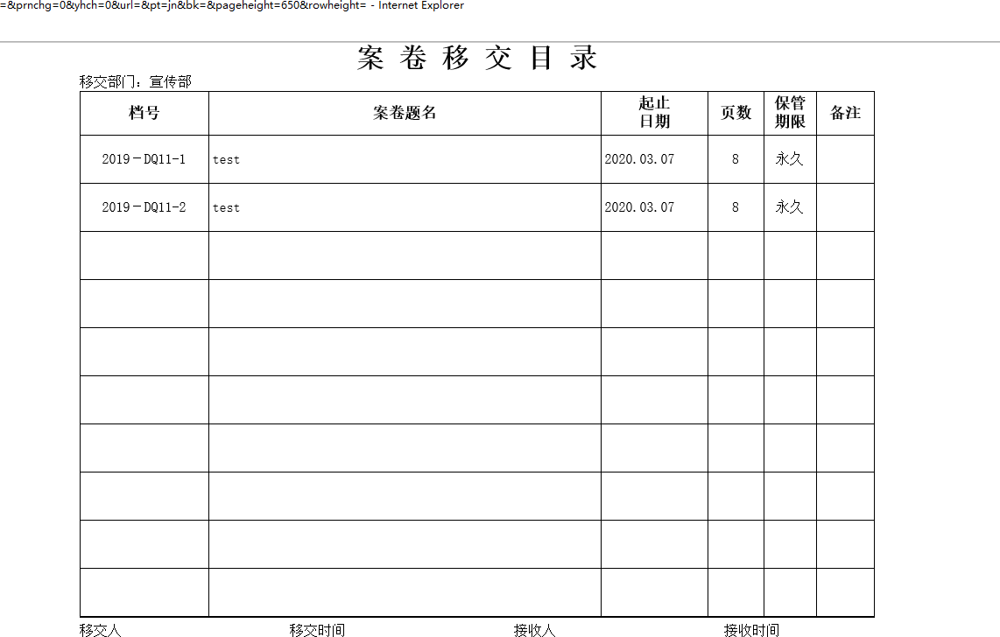 =&prnchg=0&yhch=0&url=&pt=jn&bk=&pageheight=650&rowheight= - Internet Explorer
案 卷 移 交 目 录
移交部门：宣传部
档号 案卷题名 起止日期 页数 保管期限 备注
2019－DQ11-1 test 2020.03.07 8 永久
2019－DQ11-2 test 2020.03.07 8 永久
移交人 移交时间 接收人 接收时间